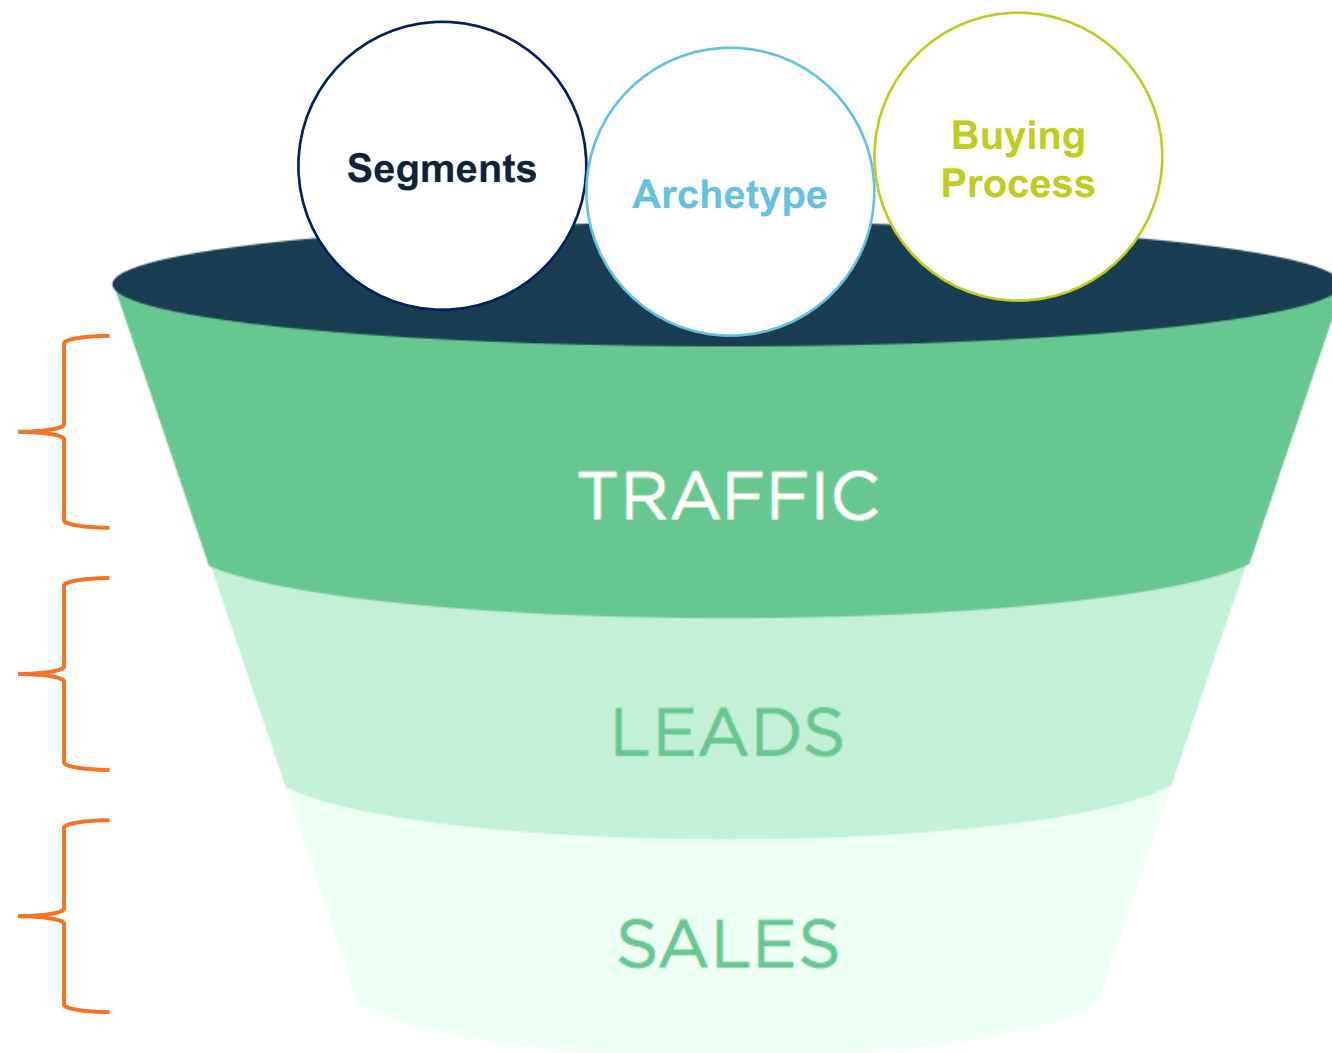 Segments
Archetype
Buying
Process
TRAFFIC
LEADS
SALES